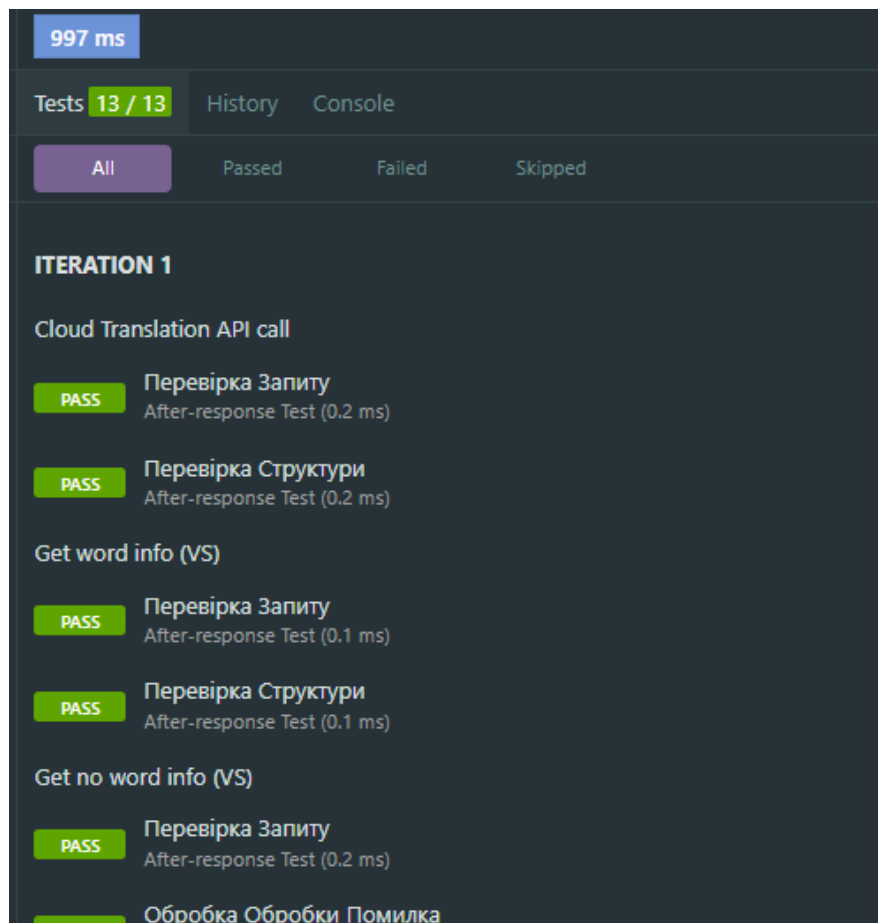 997 ms
Tests 13 / 13 History Console
All Passed Failed Skipped
ITERATION 1
Cloud Translation API call
PASS Перевірка Запиту
After-response Test (0.2 ms)
PASS Перевірка Структури
After-response Test (0.2 ms)
Get word info (VS)
PASS Перевірка Запиту
After-response Test (0.1 ms)
PASS Перевірка Структури
After-response Test (0.1 ms)
Get no word info (VS)
PASS Перевірка Запиту
After-response Test (0.2 ms)
Обробка Обробки Помилка